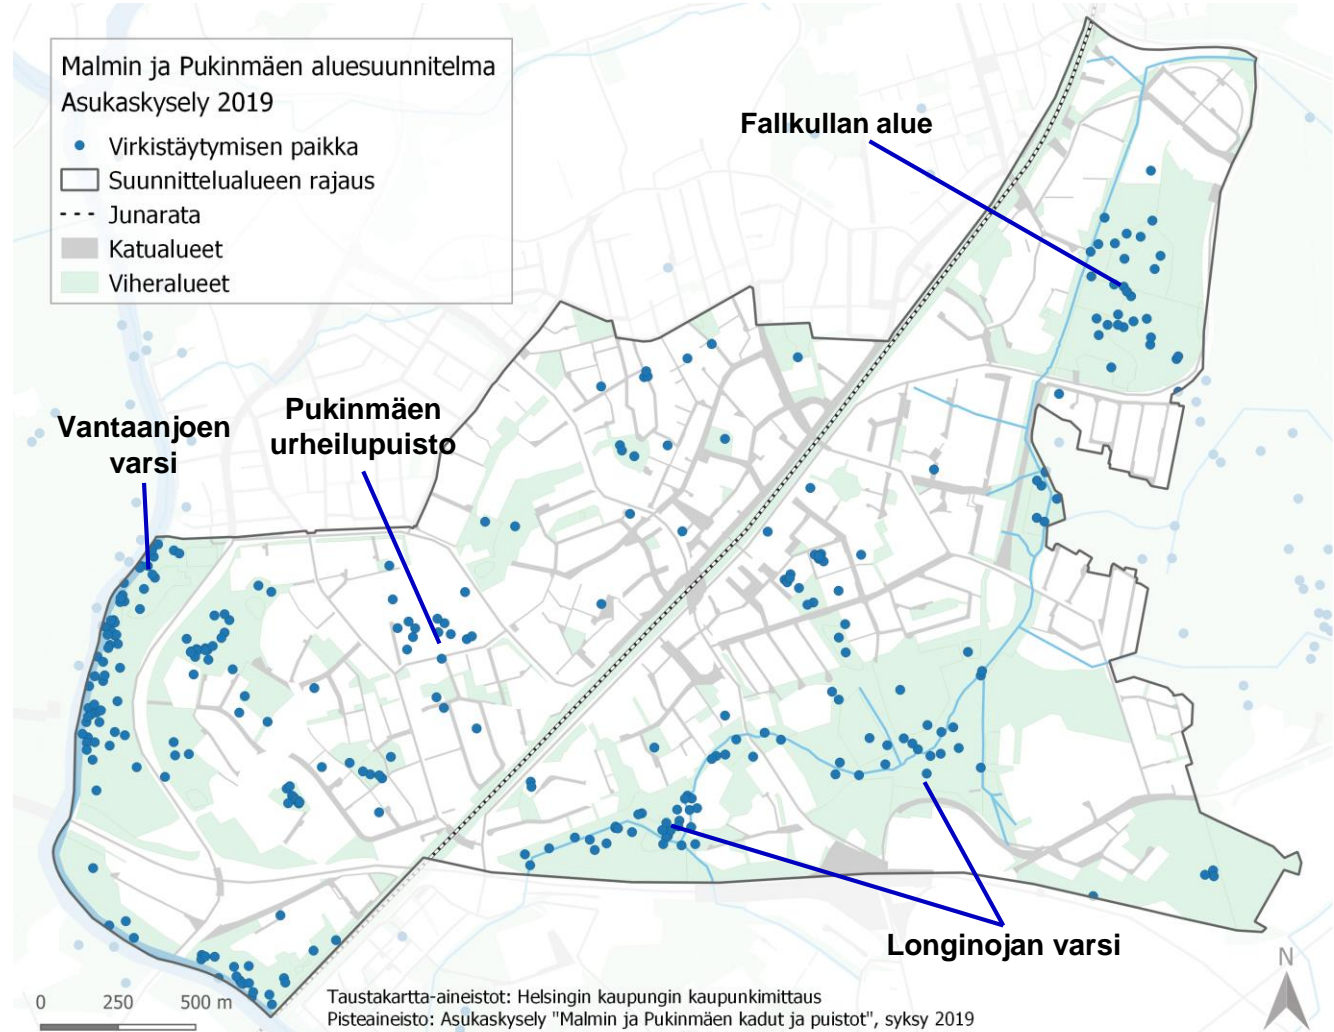 Malmin ja Pukinmäen aluesuunnitelma
Asukaskysely 2019
Virkistäytymisen paikka
Suunnittelualueen rajaus
Junarata
Katualueet
Viheralueet
Fallkullan alue
Vantaanjoen
varsi
Pukinmäen
urheilupuisto
Longinojan varsi
N
0 250 500 m
Taustakartta-aineistot: Helsingin kaupungin kaupunkimittaus
Pisteaineisto: Asukaskysely "Malmin ja Pukinmäen kadut ja puistot", syksy 2019